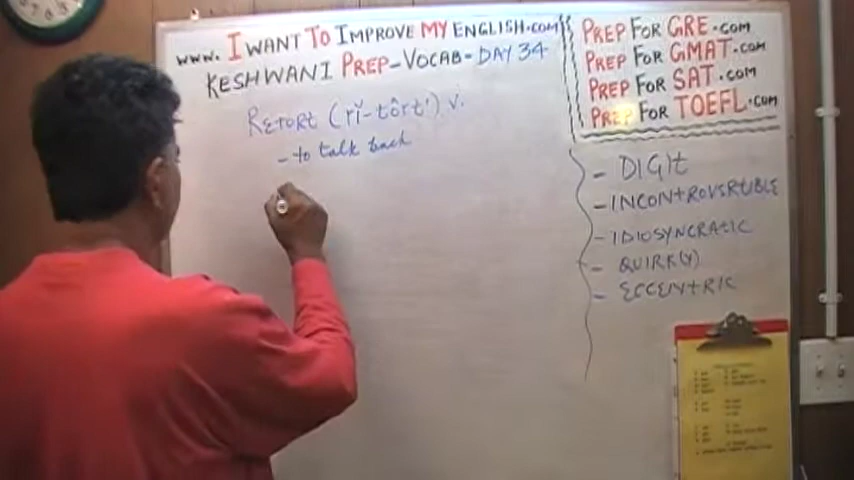 www. I WANT TO IMPROVE MY ENGLISH.COM
KESHWANI PREP-VOCAB-DAY 34
RETORT (rĭ-tôrt') v.
- to talk back
PREP FOR GRE.COM
PREP FOR GMAT.COM
PREP FOR SAT.COM
PREP FOR TOEFL.COM
- DIGIT
- INCONTROVERTIBLE
- IDIOSYNCRATIC
- QUIRK(Y)
- ECCENTRIC